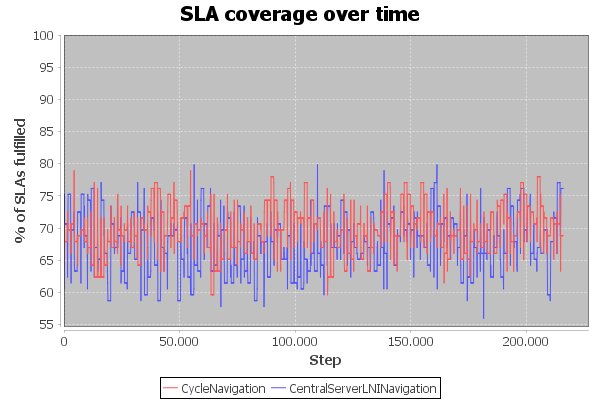 SLA coverage over time
% of SLAs fulfilled
100
95
90
85
80
75
70
65
60
55
0 50.000 100.000 150.000 200.000
Step
CycleNavigation CentralServerLNINavigation